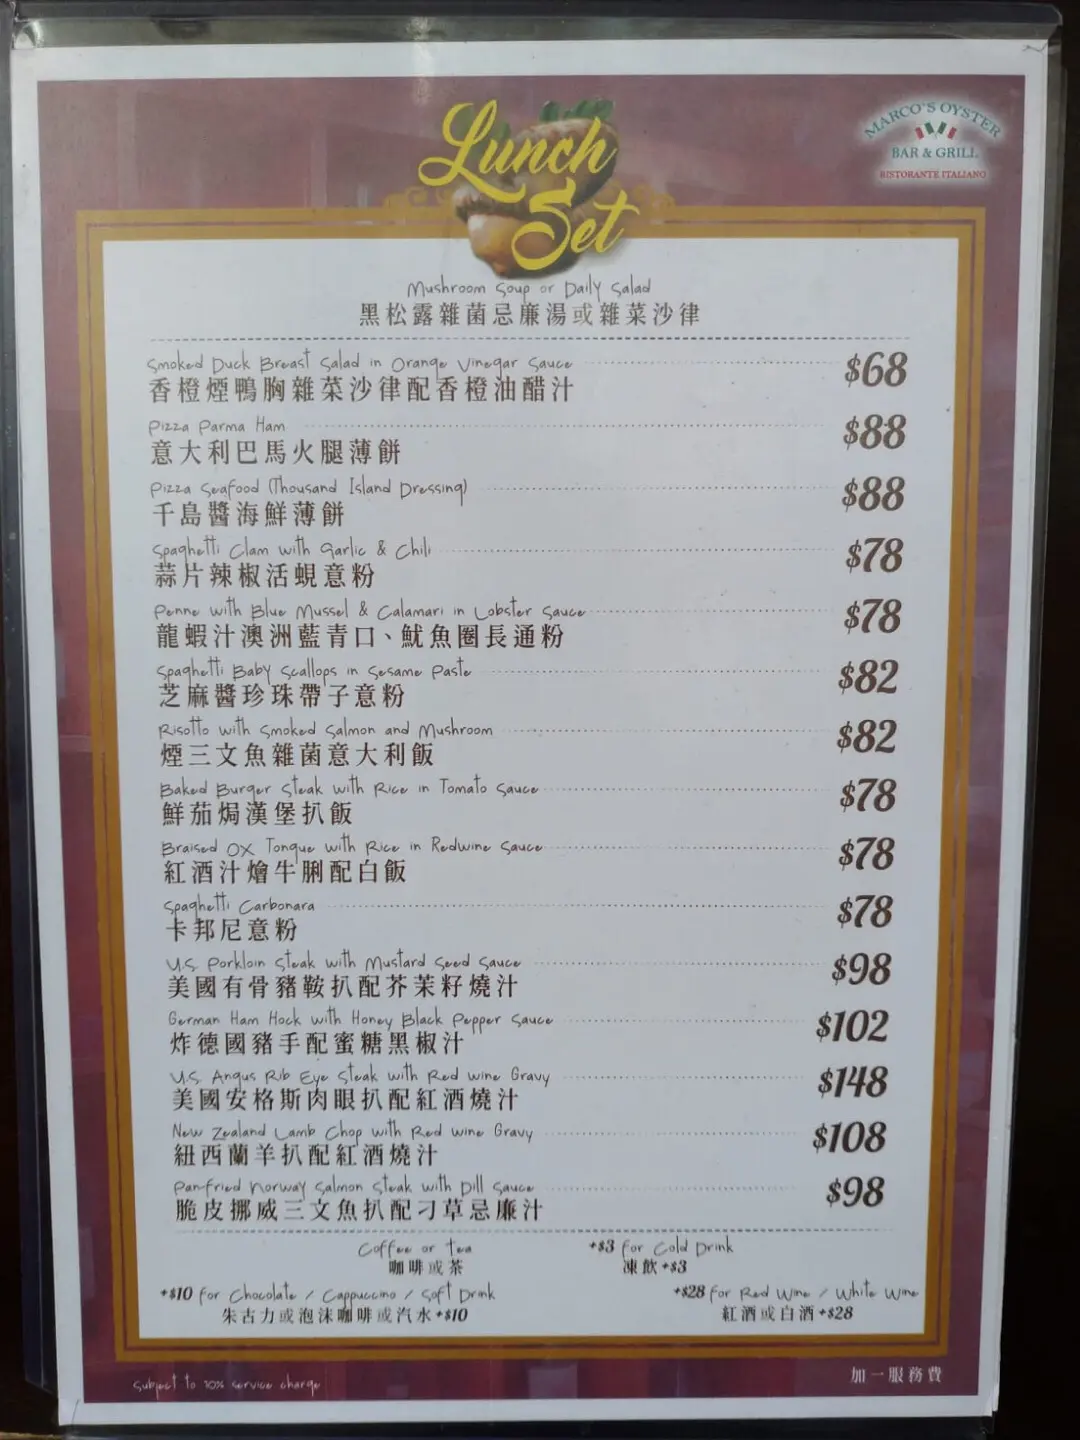 Lunch
Set
MARCO'S OYSTER
BAR & GRILL
RISTORANTE ITALIANO
Mushroom Soup or Daily Salad
黑松露雜菌忌廉湯或雜菜沙律
Smoked Duck Breast Salad in Orange Vinegar Sauce $68
香橙煙鴨胸雜菜沙律配香橙油醋汁
Pizza Parma Ham $88
意大利巴馬火腿薄餅
Pizza Seafood (Thousand Island Dressing) $88
千島醬海鮮薄餅
Spaghetti Clam with Garlic & Chili $78
蒜片辣椒活蜆意粉
Penne with Blue Mussel & Calamari in Lobster Sauce $78
龍蝦汁澳洲藍青口、魷魚圈長通粉
Spaghetti Baby Scallops in Sesame Paste $82
芝麻醬珍珠帶子意粉
Risotto with Smoked Salmon and Mushroom $82
煙三文魚雜菌意大利飯
Baked Burger Steak with Rice in Tomato Sauce $78
鮮茄焗漢堡扒飯
Braised OX Tongue with Rice in Redwine Sauce $78
紅酒汁燴牛脷配白飯
Spaghetti Carbonara $78
卡邦尼意粉
U.S. Porkloin Steak with Mustard Seed Sauce $98
美國有骨豬鞍扒配芥茉籽燒汁
German Ham Hock with Honey Black Pepper Sauce $102
炸德國豬手配蜜糖黑椒汁
U.S. Angus Rib Eye Steak with Red Wine Gravy $148
美國安格斯肉眼扒配紅酒燒汁
New Zealand Lamb Chop with Red Wine Gravy $108
紐西蘭羊扒配紅酒燒汁
Pan-fried Norway Salmon Steak with Dill Sauce $98
脆皮挪威三文魚扒配刁草忌廉汁
Coffee or Tea +$3 for Cold Drink
咖啡或茶 凍飲+$3
+$10 for Chocolate / Cappuccino / Soft Drink +$28 for Red Wine / White Wine
朱古力或泡沫咖啡或汽水+$10 紅酒或白酒+$28
Subject to 10% service charge 加一服務費